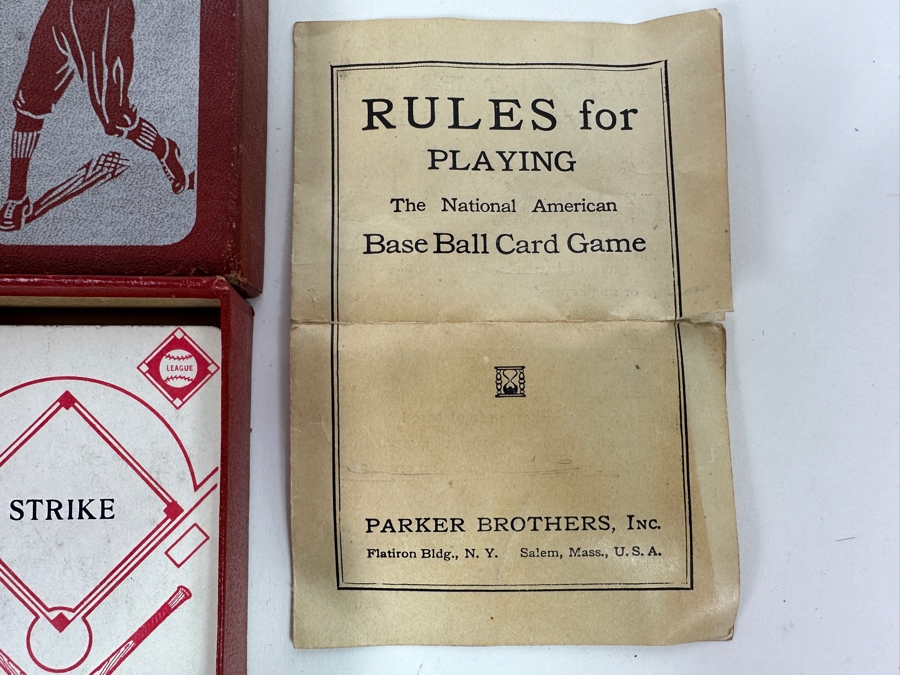 RULES for
PLAYING
The National American
Base Ball Card Game
PARKER BROTHERS, INC.
Flatiron Bldg., N. Y. Salem, Mass., U. S. A.
LEAGUE
STRIKE